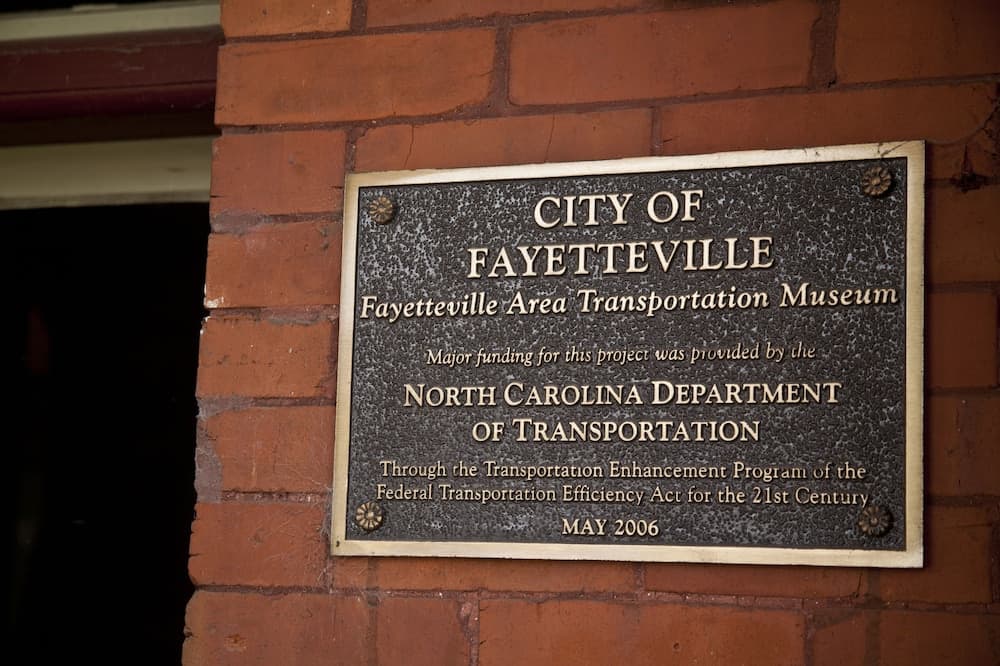 CITY OF
FAYETTEVILLE
Fayetteville Area Transportation Museum
Major funding for this project was provided by the
NORTH CAROLINA DEPARTMENT
OF TRANSPORTATION
Through the Transportation Enhancement Program of the
Federal Transportation Efficiency Act for the 21st Century
MAY 2006